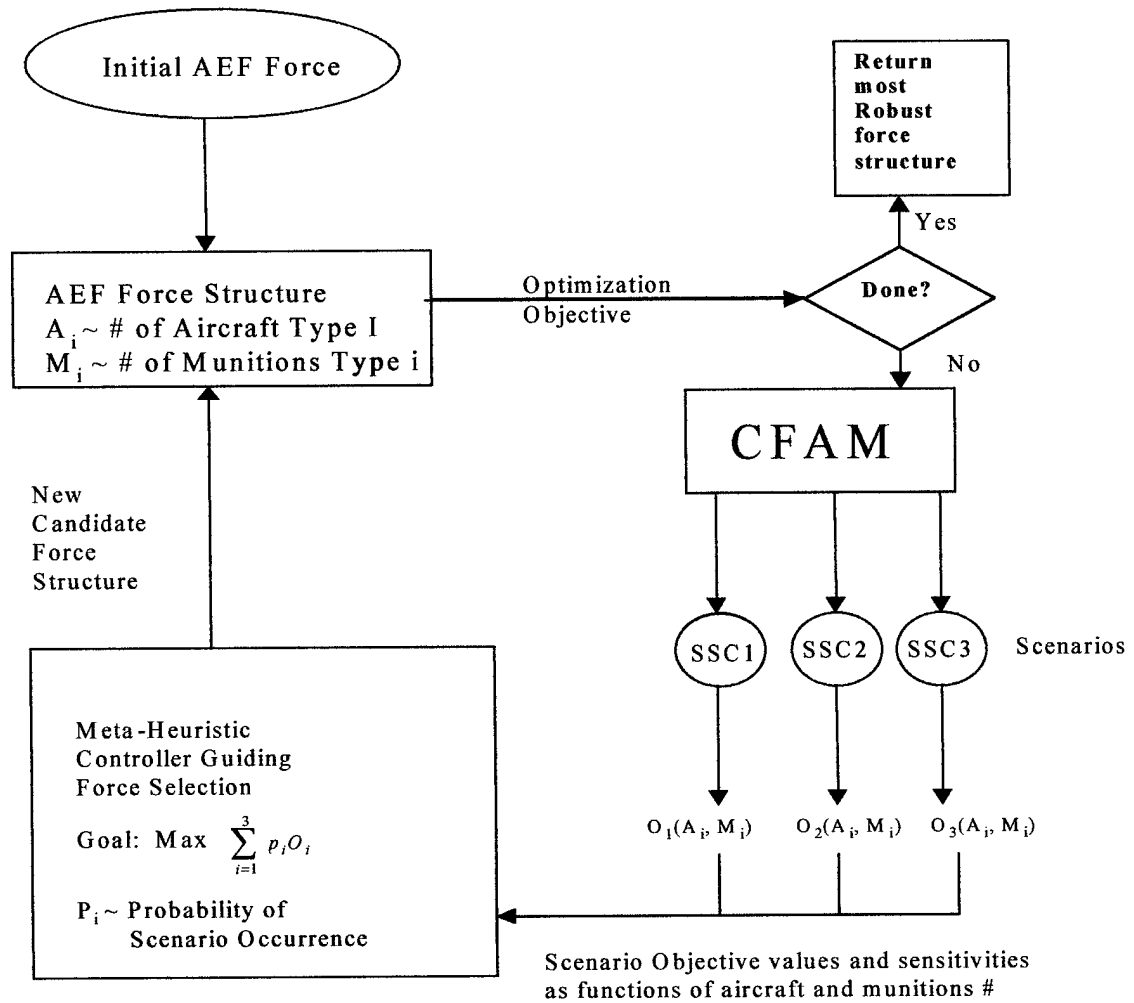 Initial AEF Force
Return
most
Robust
force
structure
Yes
AEF Force Structure
A_i ~ # of Aircraft Type I
M_i ~ # of Munitions Type i
Optimization
Objective
Done?
No
CFAM
New
Candidate
Force
Structure
SSC1
SSC2
SSC3
Scenarios
Meta-Heuristic
Controller Guiding
Force Selection
Goal: Max \sum_{i=1}^{3} p_i O_i
P_i ~ Probability of
Scenario Occurrence
O_1(A_i, M_i)
O_2(A_i, M_i)
O_3(A_i, M_i)
Scenario Objective values and sensitivities
as functions of aircraft and munitions #